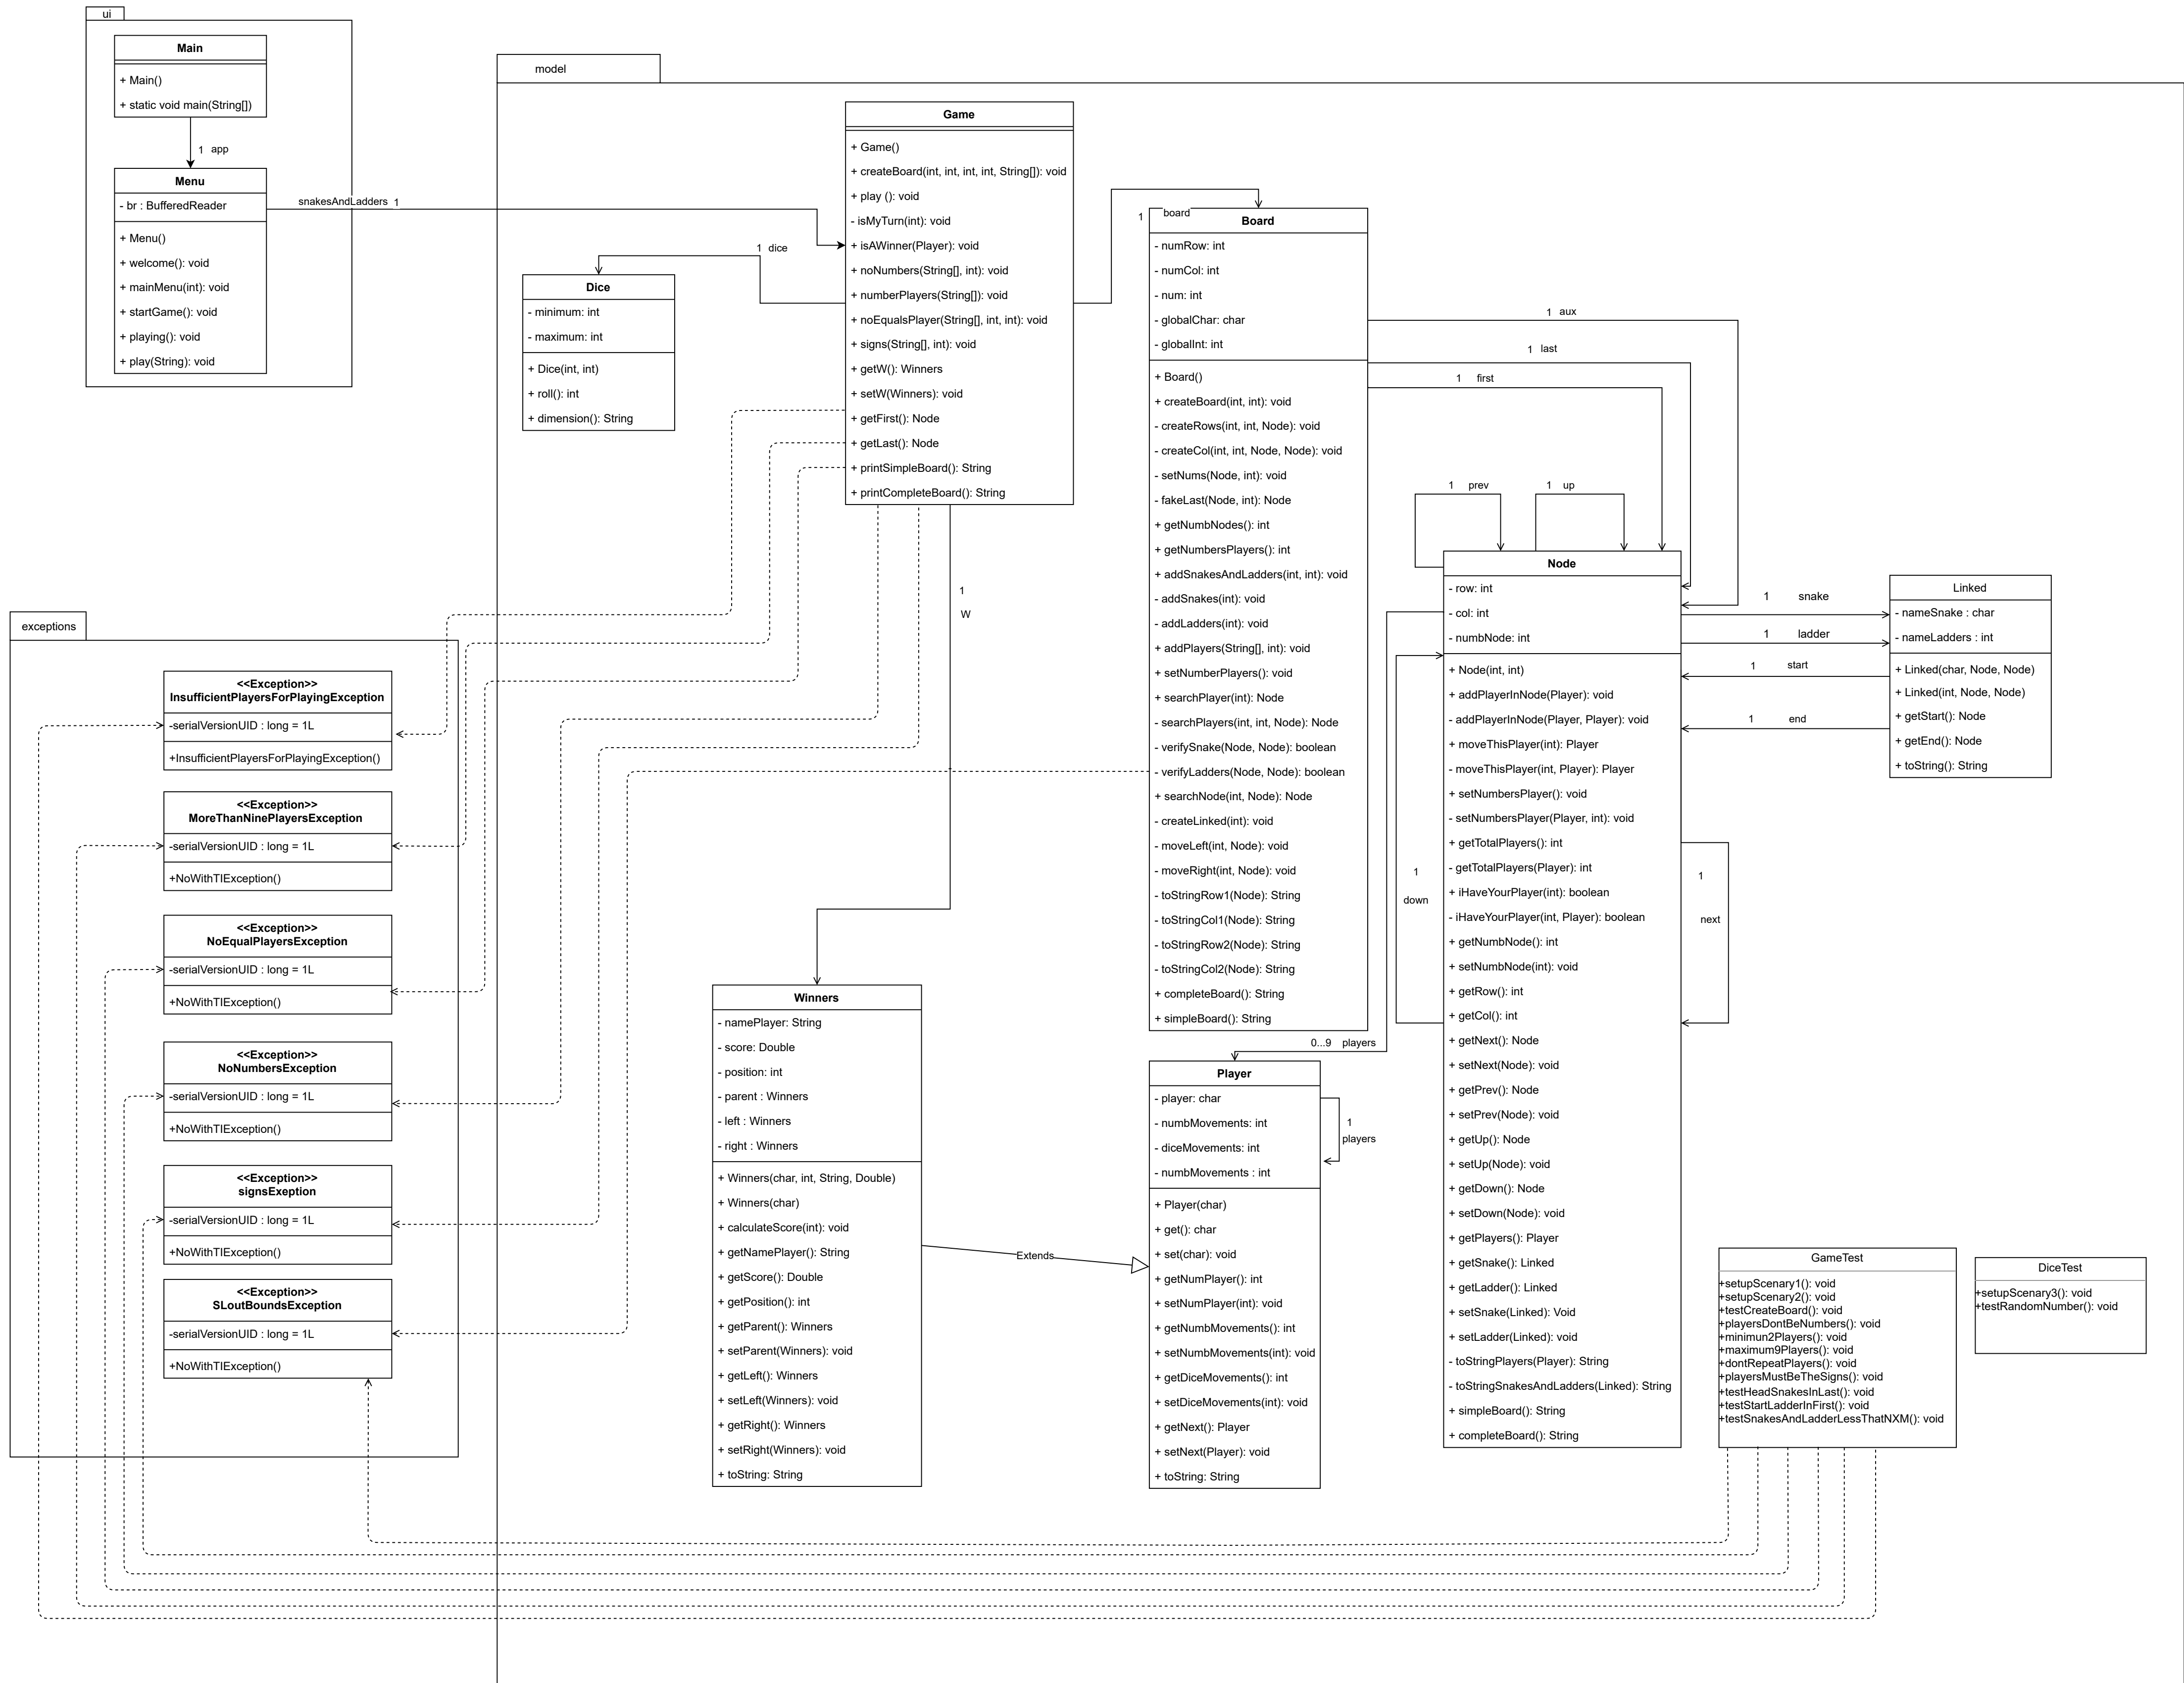 ui
Main
+ Main()
+ static void main(String[])
1 app
Menu
- br : BufferedReader
+ Menu()
+ welcome(): void
+ mainMenu(int): void
+ startGame(): void
+ playing(): void
+ play(String): void
snakesAndLadders 1
model
Game
+ Game()
+ createBoard(int, int, int, int, String[]): void
+ play (): void
- isMyTurn(int): void
+ isAWinner(Player): void
+ noNumbers(String[], int): void
+ numberPlayers(String[]): void
+ noEqualsPlayer(String[], int, int): void
+ signs(String[], int): void
+ getW(): Winners
+ setW(Winners): void
+ getFirst(): Node
+ getLast(): Node
+ printSimpleBoard(): String
+ printCompleteBoard(): String
1 dice
Dice
- minimum: int
- maximum: int
+ Dice(int, int)
+ roll(): int
+ dimension(): String
1 board
Board
- numRow: int
- numCol: int
- num: int
- globalChar: char
- globalInt: int
+ Board()
+ createBoard(int, int): void
- createRows(int, int, Node): void
- createCol(int, int, Node, Node): void
- setNums(Node, int): void
- fakeLast(Node, int): Node
+ getNumbNodes(): int
+ getNumbersPlayers(): int
+ addSnakesAndLadders(int, int): void
- addSnakes(int): void
- addLadders(int): void
+ addPlayers(String[], int): void
+ setNumberPlayers(): void
+ searchPlayer(int): Node
- searchPlayers(int, int, Node): Node
- verifySnake(Node, Node): boolean
- verifyLadders(Node, Node): boolean
+ searchNode(int, Node): Node
- createLinked(int): void
- moveLeft(int, Node): void
- moveRight(int, Node): void
- toStringRow1(Node): String
- toStringCol1(Node): String
- toStringRow2(Node): String
- toStringCol2(Node): String
+ completeBoard(): String
+ simpleBoard(): String
1 aux
1 last
1 first
1 prev
1 up
Node
- row: int
- col: int
- numbNode: int
+ Node(int, int)
+ addPlayerInNode(Player): void
- addPlayerInNode(Player, Player): void
+ moveThisPlayer(int): Player
- moveThisPlayer(int, Player): Player
+ setNumbersPlayer(): void
- setNumbersPlayer(Player, int): void
+ getTotalPlayers(): int
- getTotalPlayers(Player): int
+ iHaveYourPlayer(int): boolean
- iHaveYourPlayer(int, Player): boolean
+ getNumbNode(): int
+ setNumbNode(int): void
+ getRow(): int
+ getCol(): int
+ getNext(): Node
+ setNext(Node): void
+ getPrev(): Node
+ setPrev(Node): void
+ getUp(): Node
+ setUp(Node): void
+ getDown(): Node
+ setDown(Node): void
+ getPlayers(): Player
+ getSnake(): Linked
+ getLadder(): Linked
+ setSnake(Linked): Void
+ setLadder(Linked): void
- toStringPlayers(Player): String
- toStringSnakesAndLadders(Linked): String
+ simpleBoard(): String
+ completeBoard(): String
1 snake
1 ladder
1 start
1 end
Linked
- nameSnake : char
- nameLadders : int
+ Linked(char, Node, Node)
+ Linked(int, Node, Node)
+ getStart(): Node
+ getEnd(): Node
+ toString(): String
1
down
1
next
1
W
exceptions
<<Exception>>
InsufficientPlayersForPlayingException
-serialVersionUID : long = 1L
+InsufficientPlayersForPlayingException()
<<Exception>>
MoreThanNinePlayersException
-serialVersionUID : long = 1L
+NoWithTIException()
<<Exception>>
NoEqualPlayersException
-serialVersionUID : long = 1L
+NoWithTIException()
<<Exception>>
NoNumbersException
-serialVersionUID : long = 1L
+NoWithTIException()
<<Exception>>
signsExeption
-serialVersionUID : long = 1L
+NoWithTIException()
<<Exception>>
SLoutBoundsException
-serialVersionUID : long = 1L
+NoWithTIException()
Winners
- namePlayer: String
- score: Double
- position: int
- parent : Winners
- left : Winners
- right : Winners
+ Winners(char, int, String, Double)
+ Winners(char)
+ calculateScore(int): void
+ getNamePlayer(): String
+ getScore(): Double
+ getPosition(): int
+ getParent(): Winners
+ setParent(Winners): void
+ getLeft(): Winners
+ setLeft(Winners): void
+ getRight(): Winners
+ setRight(Winners): void
+ toString: String
Extends
0...9 players
Player
- player: char
- numbMovements: int
- diceMovements: int
- numbMovements : int
+ Player(char)
+ get(): char
+ set(char): void
+ getNumPlayer(): int
+ setNumPlayer(int): void
+ getNumbMovements(): int
+ setNumbMovements(int): void
+ getDiceMovements(): int
+ setDiceMovements(int): void
+ getNext(): Player
+ setNext(Player): void
+ toString: String
1
players
GameTest
+setupScenary1(): void
+setupScenary2(): void
+testCreateBoard(): void
+playersDontBeNumbers(): void
+minimun2Players(): void
+maximum9Players(): void
+dontRepeatPlayers(): void
+playersMustBeTheSigns(): void
+testHeadSnakesInLast(): void
+testStartLadderInFirst(): void
+testSnakesAndLadderLessThatNXM(): void
DiceTest
+setupScenary3(): void
+testRandomNumber(): void